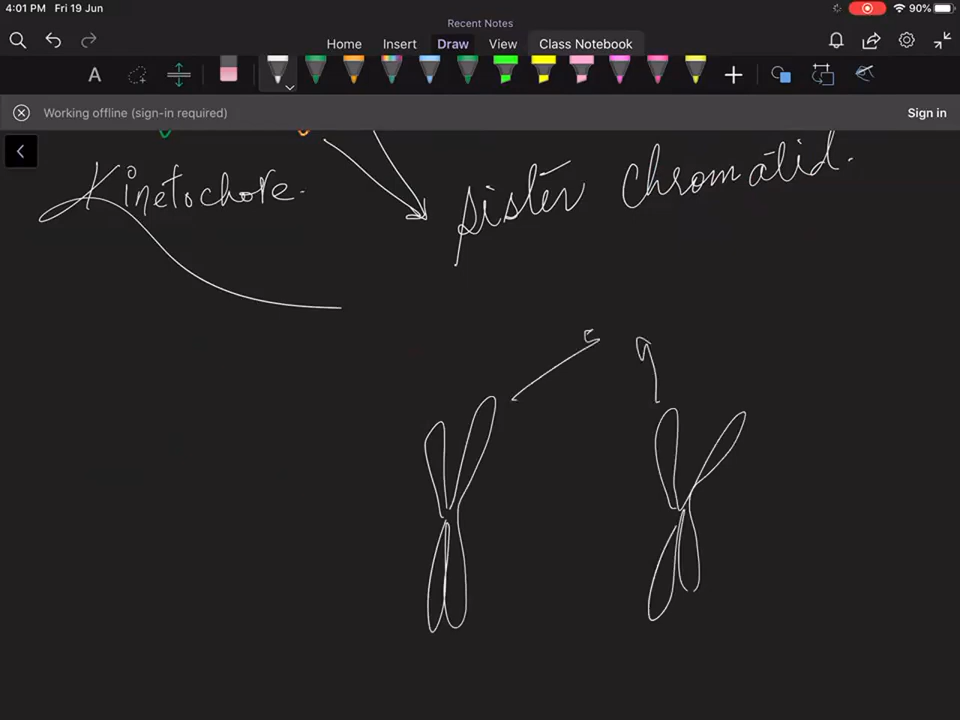 4:01 PM Fri 19 Jun
90%
Recent Notes
Home Insert Draw View Class Notebook
A
Working offline (sign-in required)
Sign in
Kinetochore.
sister chromatid.